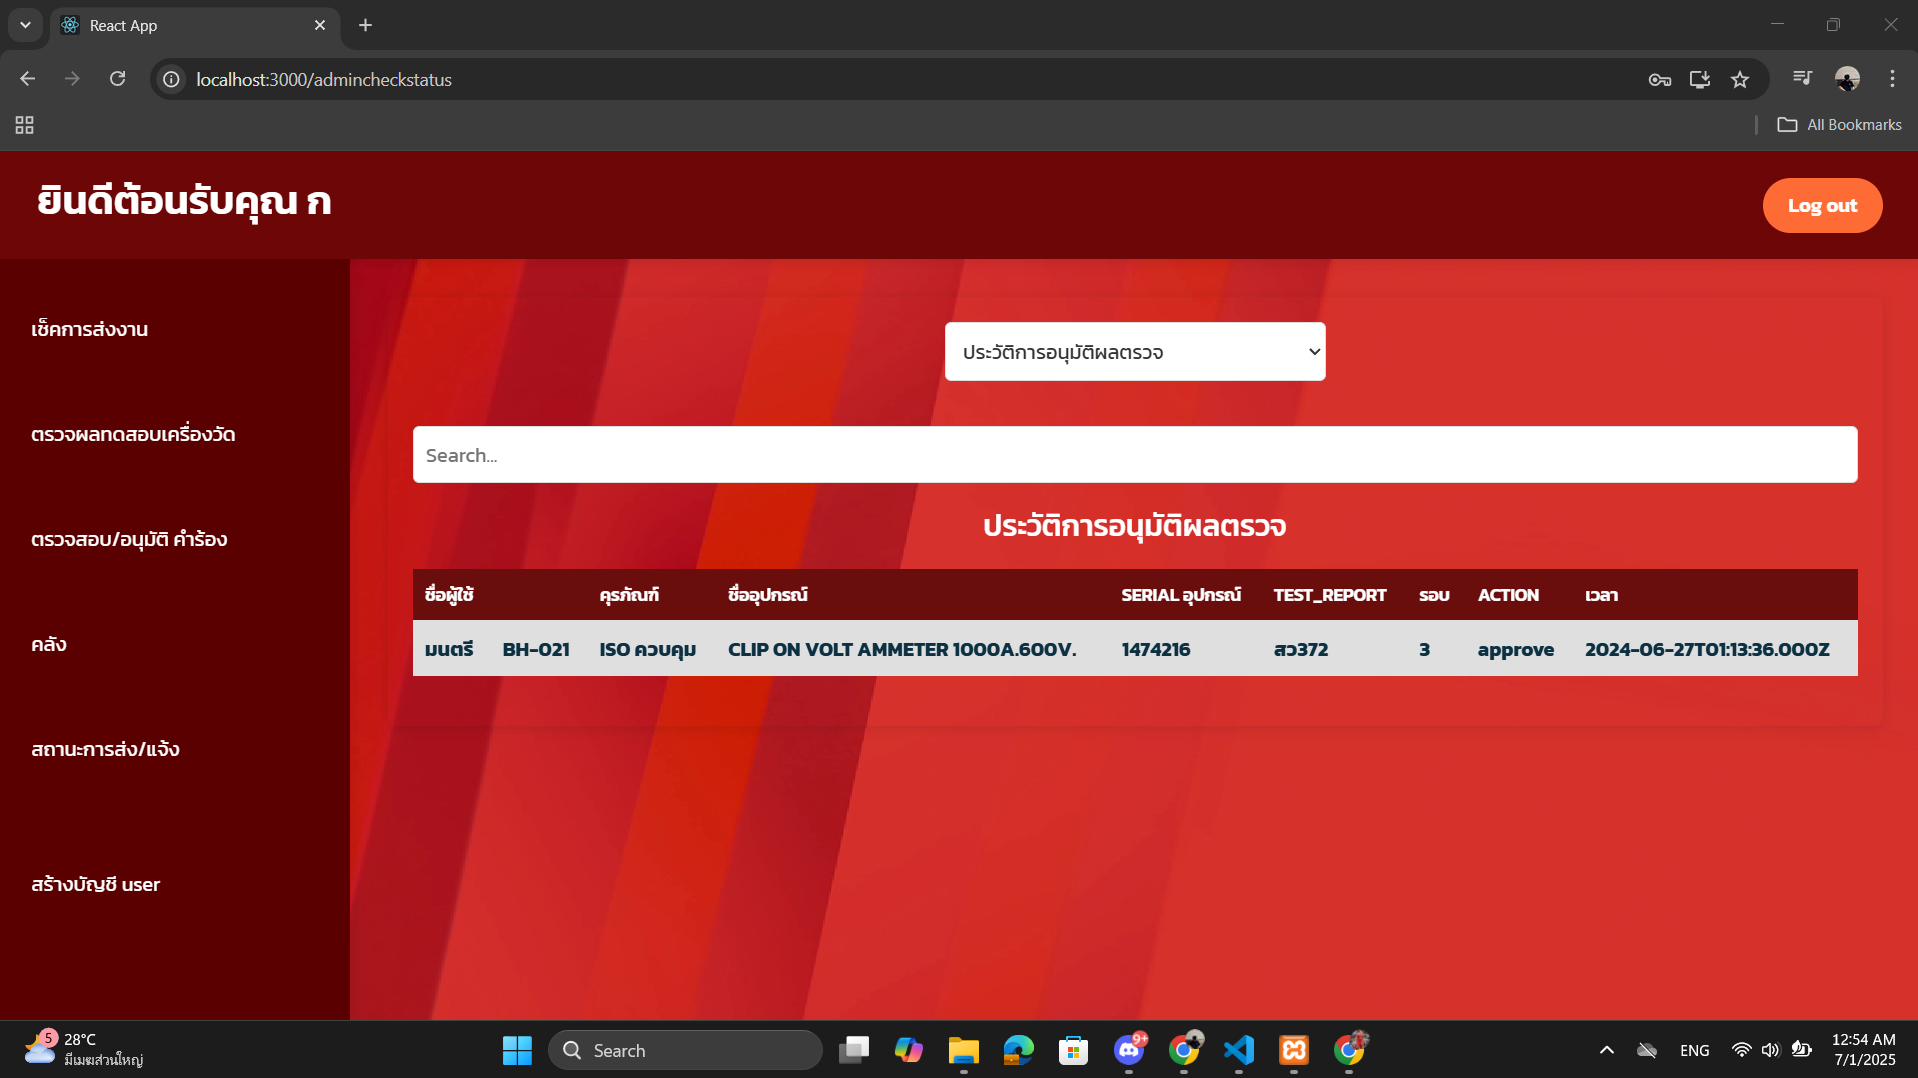 React App
localhost:3000/admincheckstatus
All Bookmarks
ยินดีต้อนรับคุณ ก
Log out
เช็คการส่งงาน
ตรวจผลทดสอบเครื่องวัด
ตรวจสอบ/อนุมัติ คำร้อง
คลัง
สถานะการส่ง/แจ้ง
สร้างบัญชี user
ประวัติการอนุมัติผลตรวจ
Search...
ประวัติการอนุมัติผลตรวจ
ชื่อผู้ใช้ คุรภัณฑ์ ชื่ออุปกรณ์ SERIAL อุปกรณ์ TEST_REPORT รอบ ACTION เวลา
มนตรี BH-021 ISO ควบคุม CLIP ON VOLT AMMETER 1000A.600V. 1474216 สว372 3 approve 2024-06-27T01:13:36.000Z
5
28°C
มีเมฆส่วนใหญ่
Search
9+
ENG
12:54 AM
7/1/2025